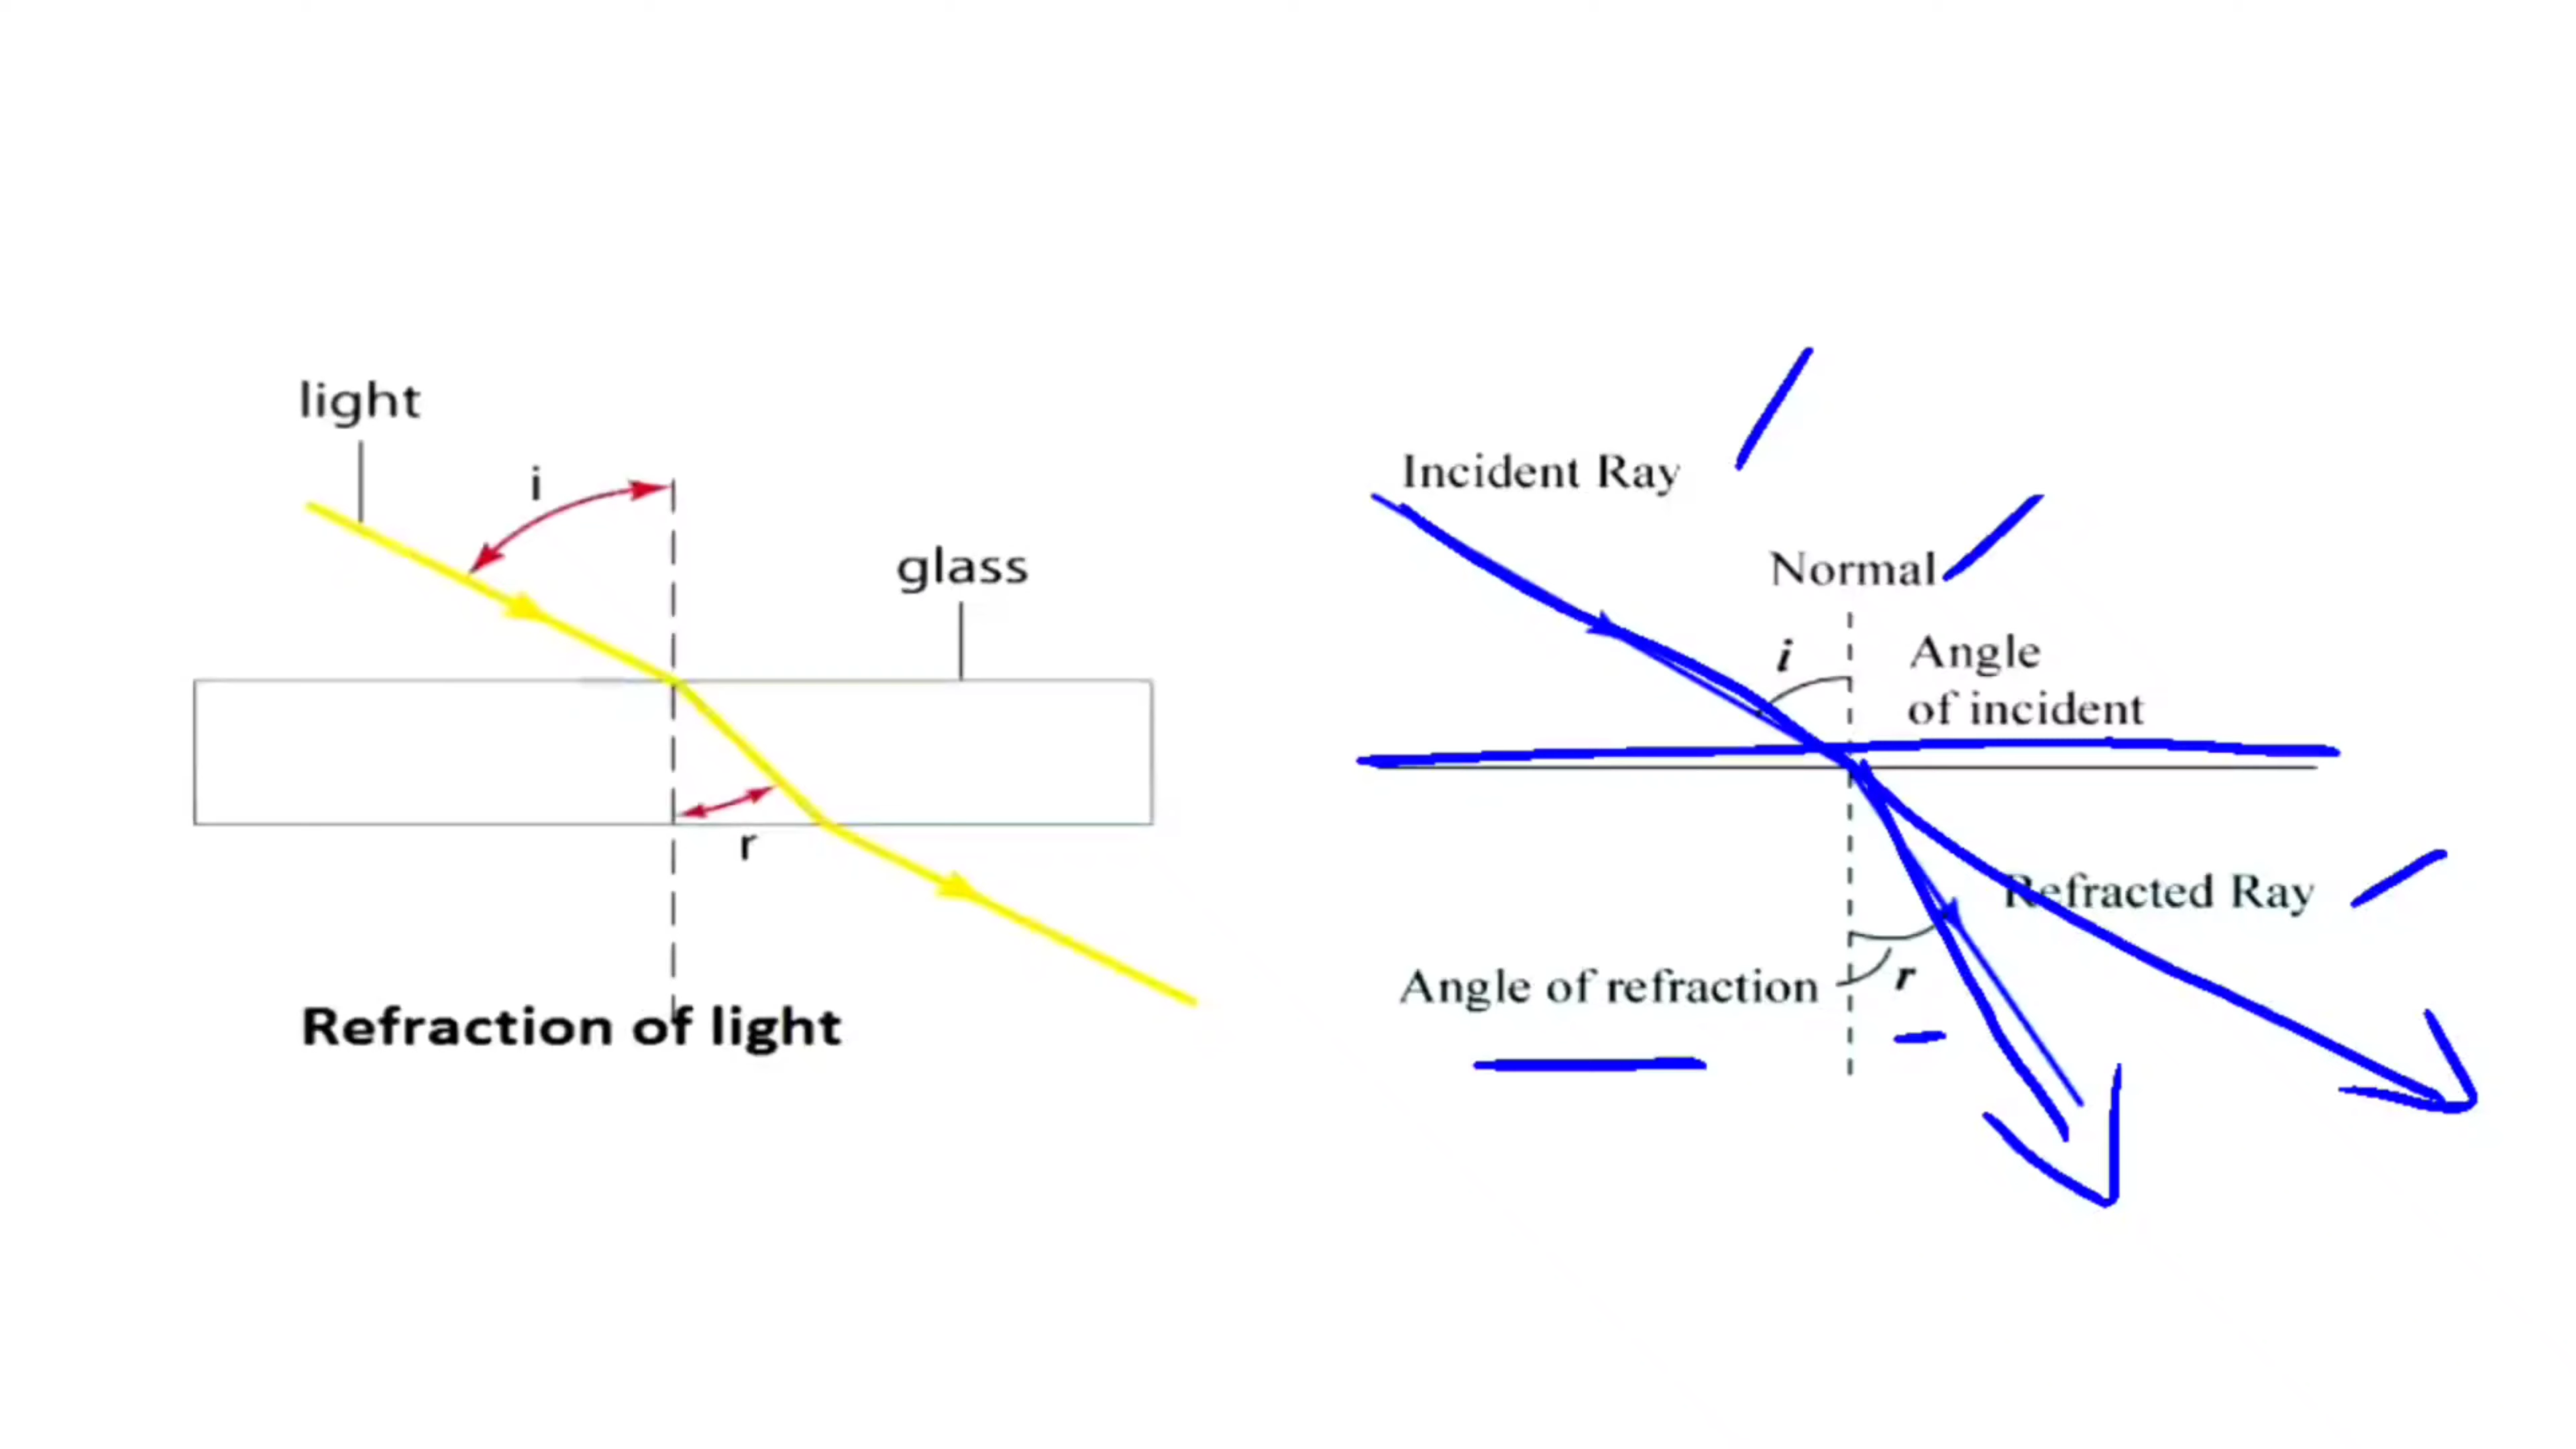 light
i
glass
r
Refraction of light
Incident Ray
Normal
i
Angle
of incident
Refracted Ray
Angle of refraction
r